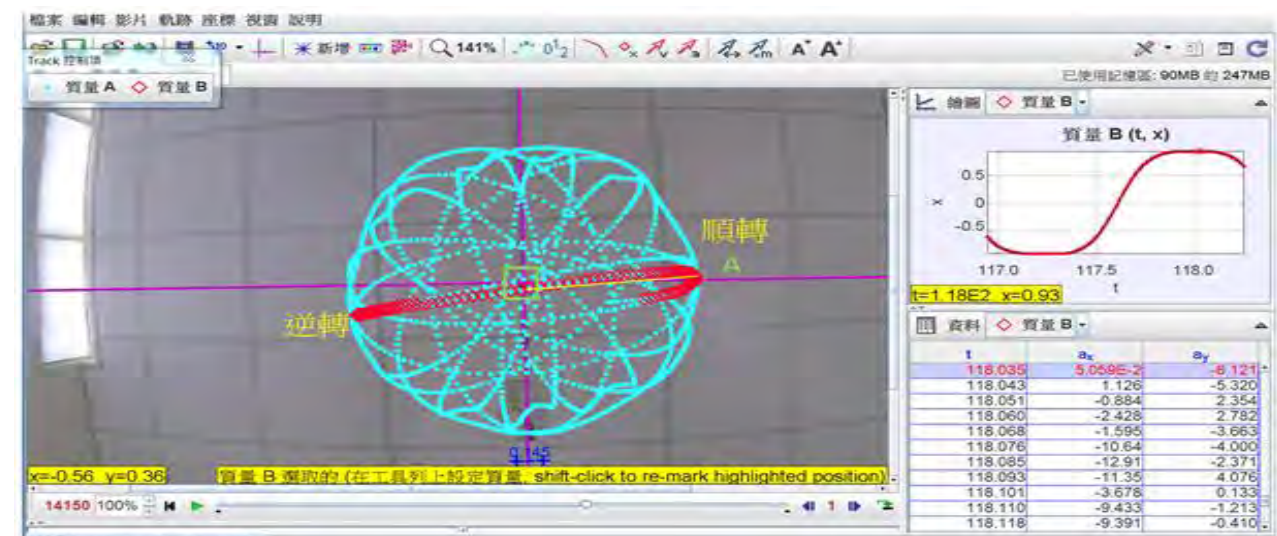 檔案 編輯 影片 軌跡 座標 視窗 說明
新增 141%
Track 控制項
質量 A 質量 B
已使用記憶區: 90MB 的 247MB
繪圖 質量 B
質量 B (t, x)
0.5
x 0
-0.5
117.0 117.5 118.0
t
t=1.18E2 x=0.93
順轉
A
逆轉
0.145
x=-0.56 y=0.36
質量 B 選取的 (在工具列上設定質量, shift-click to re-mark highlighted position)
14150 100% 1
資料 質量 B
t ax ay
118.035 5.059E-2 -8.121
118.043 1.126 -5.320
118.051 -0.884 2.354
118.060 -2.428 2.782
118.068 -1.595 -3.663
118.076 -10.64 -4.000
118.085 -12.91 -2.371
118.093 -11.35 4.076
118.101 -3.678 0.133
118.110 -9.433 -1.213
118.118 -9.391 -0.410